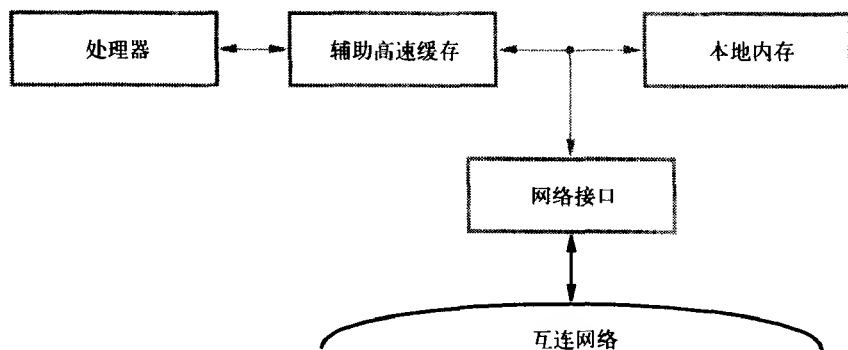 处理器
辅助高速缓存
本地内存
网络接口
互连网络